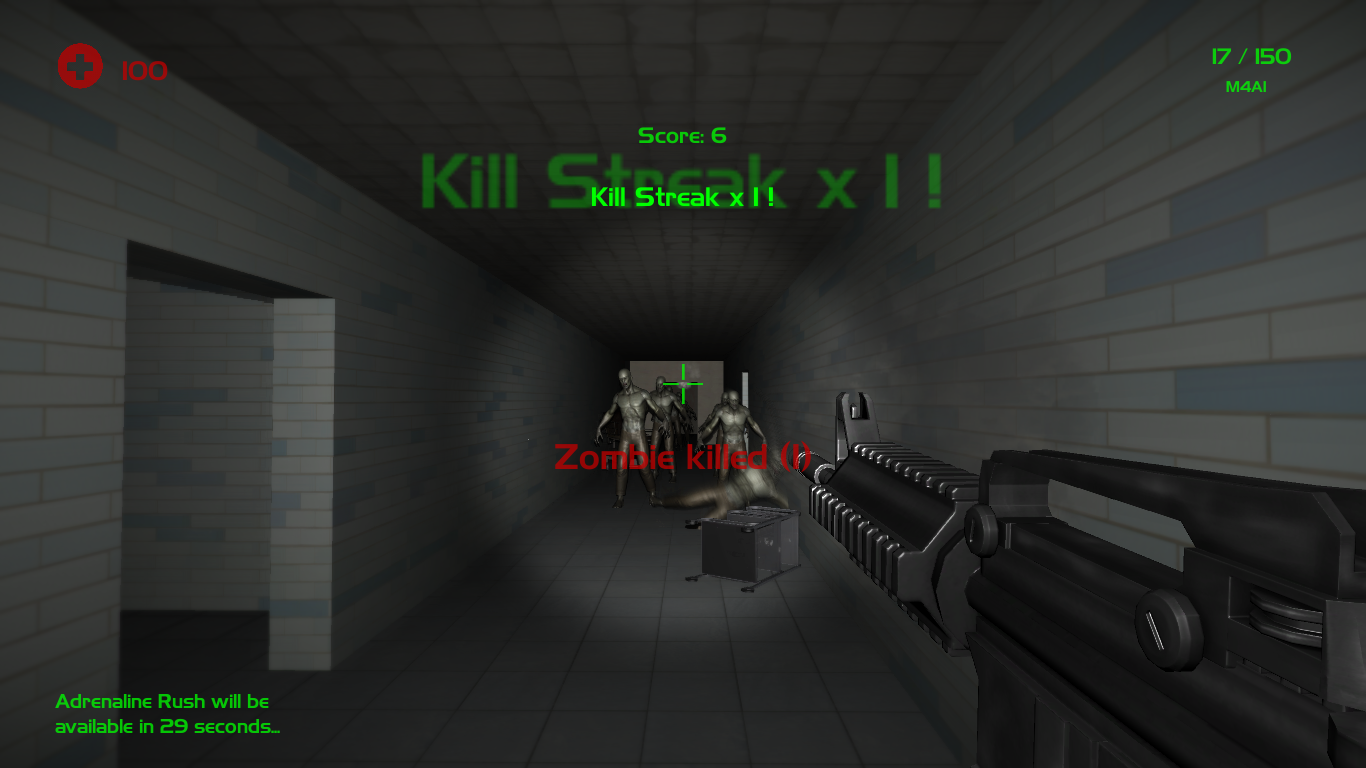 100
17 / 150
M4A1
Score: 6
Kill Streak x 1 !
Kill Streak x 1 !
Zombie killed (1)
Adrenaline Rush will be
available in 29 seconds...